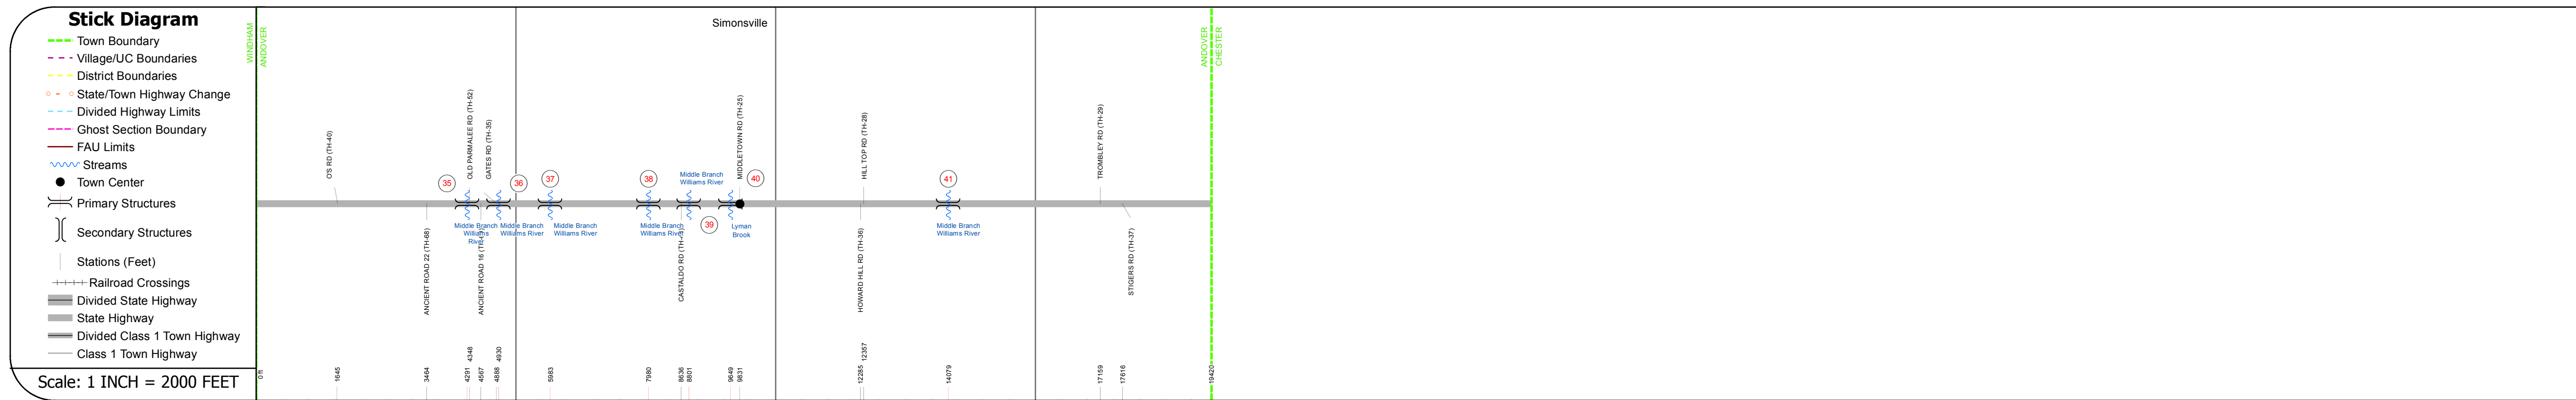 Stick Diagram
Town Boundary
Village/UC Boundaries
District Boundaries
State/Town Highway Change
Divided Highway Limits
Ghost Section Boundary
FAU Limits
Streams
Town Center
Primary Structures
Secondary Structures
Stations (Feet)
Railroad Crossings
Divided State Highway
State Highway
Divided Class 1 Town Highway
Class 1 Town Highway
Scale: 1 INCH = 2000 FEET
WINDHAM
ANDOVER
Simonsville
ANDOVER
CHESTER
O'S RD (TH-40)
OLD PARMALEE RD (TH-52)
GATES RD (TH-35)
MIDDLETOWN RD (TH-25)
HILL TOP RD (TH-28)
TROMBLEY RD (TH-29)
35
36
37
38
Middle Branch
Williams River
40
41
Middle Branch
Williams
River
Middle Branch
Williams River
Middle Branch
Williams River
Middle Branch
Williams River
39
Lyman
Brook
Middle Branch
Williams River
ANCIENT ROAD 22 (TH-68)
ANCIENT ROAD 16
CASTALDO RD
HOWARD HILL RD (TH-36)
STIGERS RD (TH-37)
0 ft
1645
3464
4291
4348
4567
4888
4930
5983
7980
8636
8801
9649
9831
12285
12357
14079
17159
17616
19420